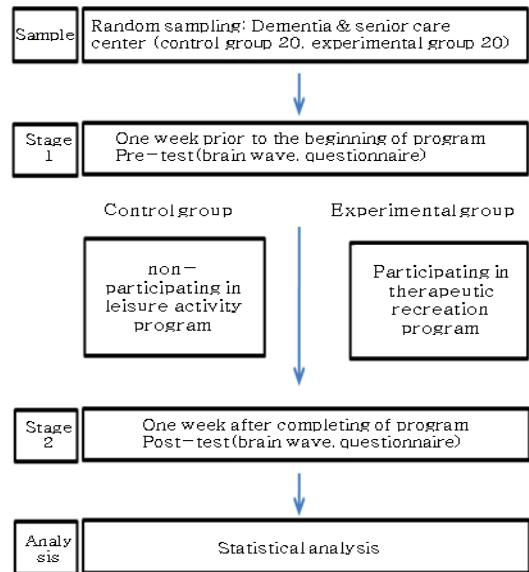 Sample
Random sampling: Dementia & senior care
center (control group 20, experimental group 20)
Stage
1
One week prior to the beginning of program
Pre-test(brain wave, questionnaire)
Control group
Experimental group
non-
participating in
leisure activity
program
Participating in
therapeutic
recreation
program
Stage
2
One week after completing of program
Post-test(brain wave, questionnaire)
Analy
sis
Statistical analysis